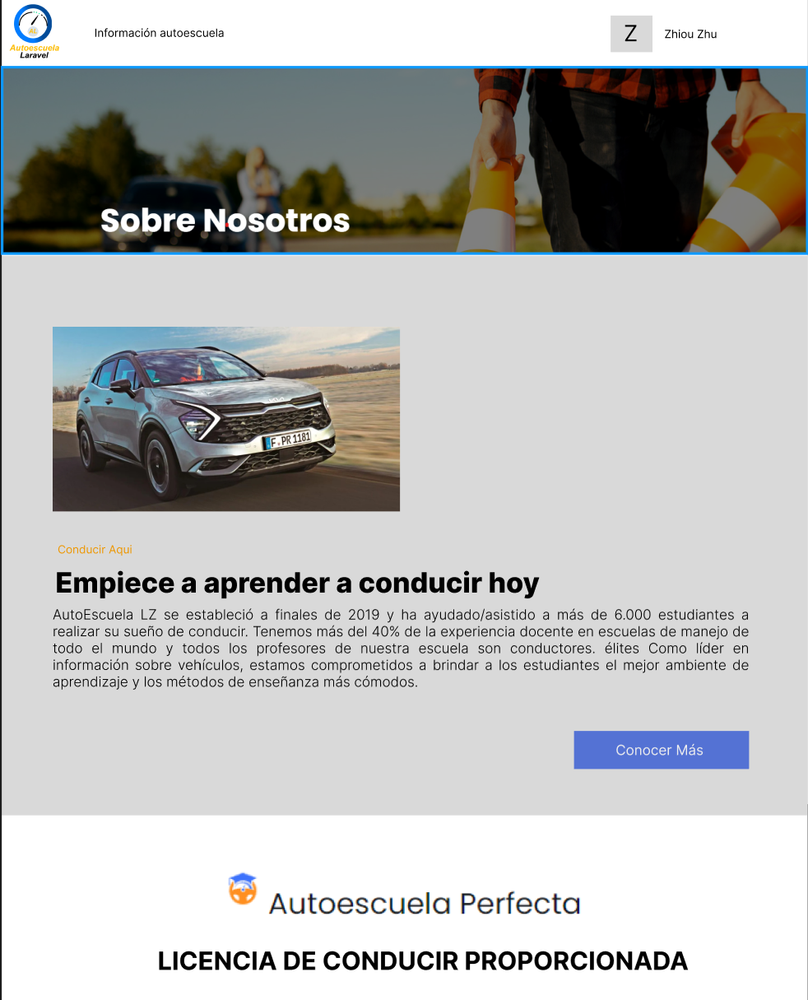 AL
Autoescuela
Laravel
Información autoescuela
Z
Zhiou Zhu
Sobre Nosotros
F PR 1181
Conducir Aqui
Empiece a aprender a conducir hoy
AutoEscuela LZ se estableció a finales de 2019 y ha ayudado/asistido a más de 6.000 estudiantes a
realizar su sueño de conducir. Tenemos más del 40% de la experiencia docente en escuelas de manejo de
todo el mundo y todos los profesores de nuestra escuela son conductores. élites Como líder en
información sobre vehículos, estamos comprometidos a brindar a los estudiantes el mejor ambiente de
aprendizaje y los métodos de enseñanza más cómodos.
Conocer Más
Autoescuela Perfecta
LICENCIA DE CONDUCIR PROPORCIONADA